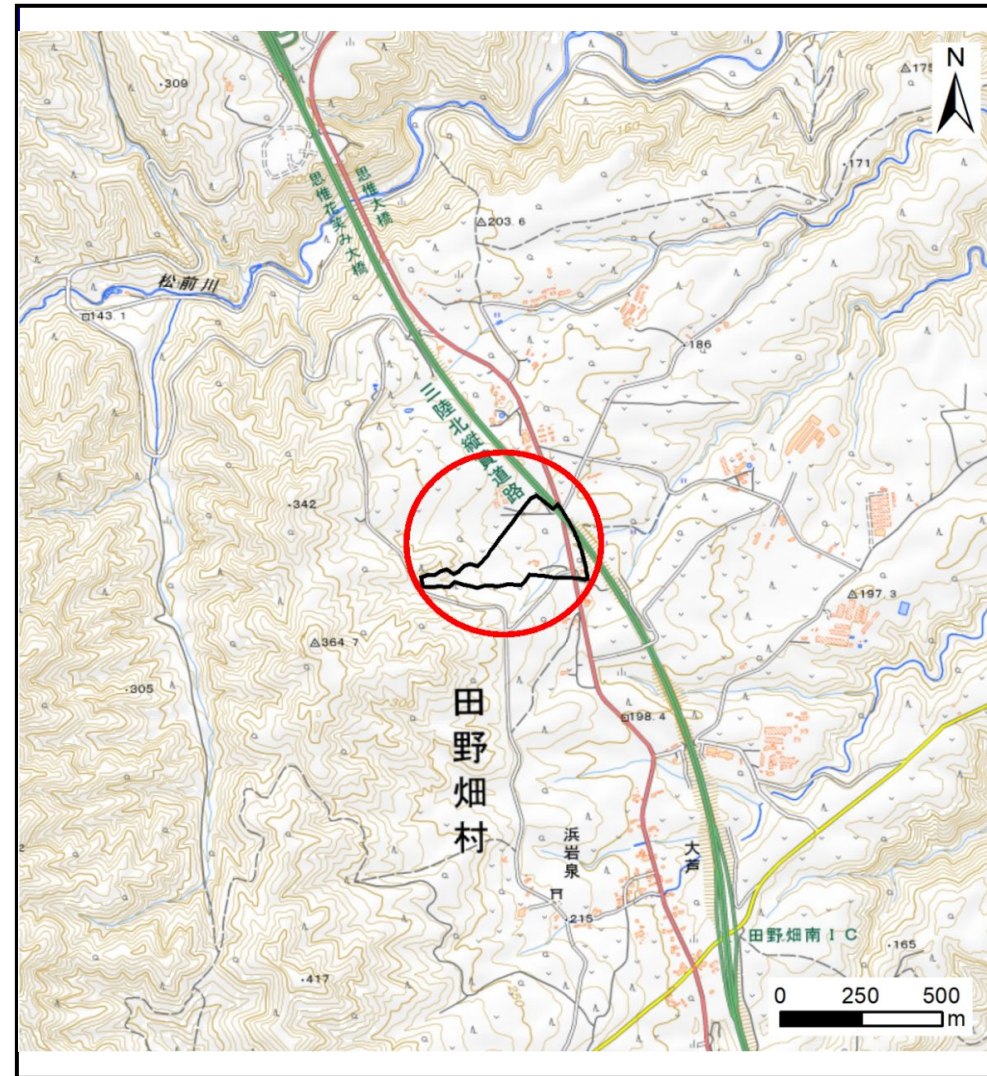 N
・309
△175
160
・171
思惟大橋
思惟花笑み大橋
△203.6
松前川
143.1
・186
三陸北縦貫道路
・342
△197.3
△364.7
・305
300
田野畑村
198.4
浜岩泉
大芦
・215
田野畑南IC
・165
・417
0 250 500
m